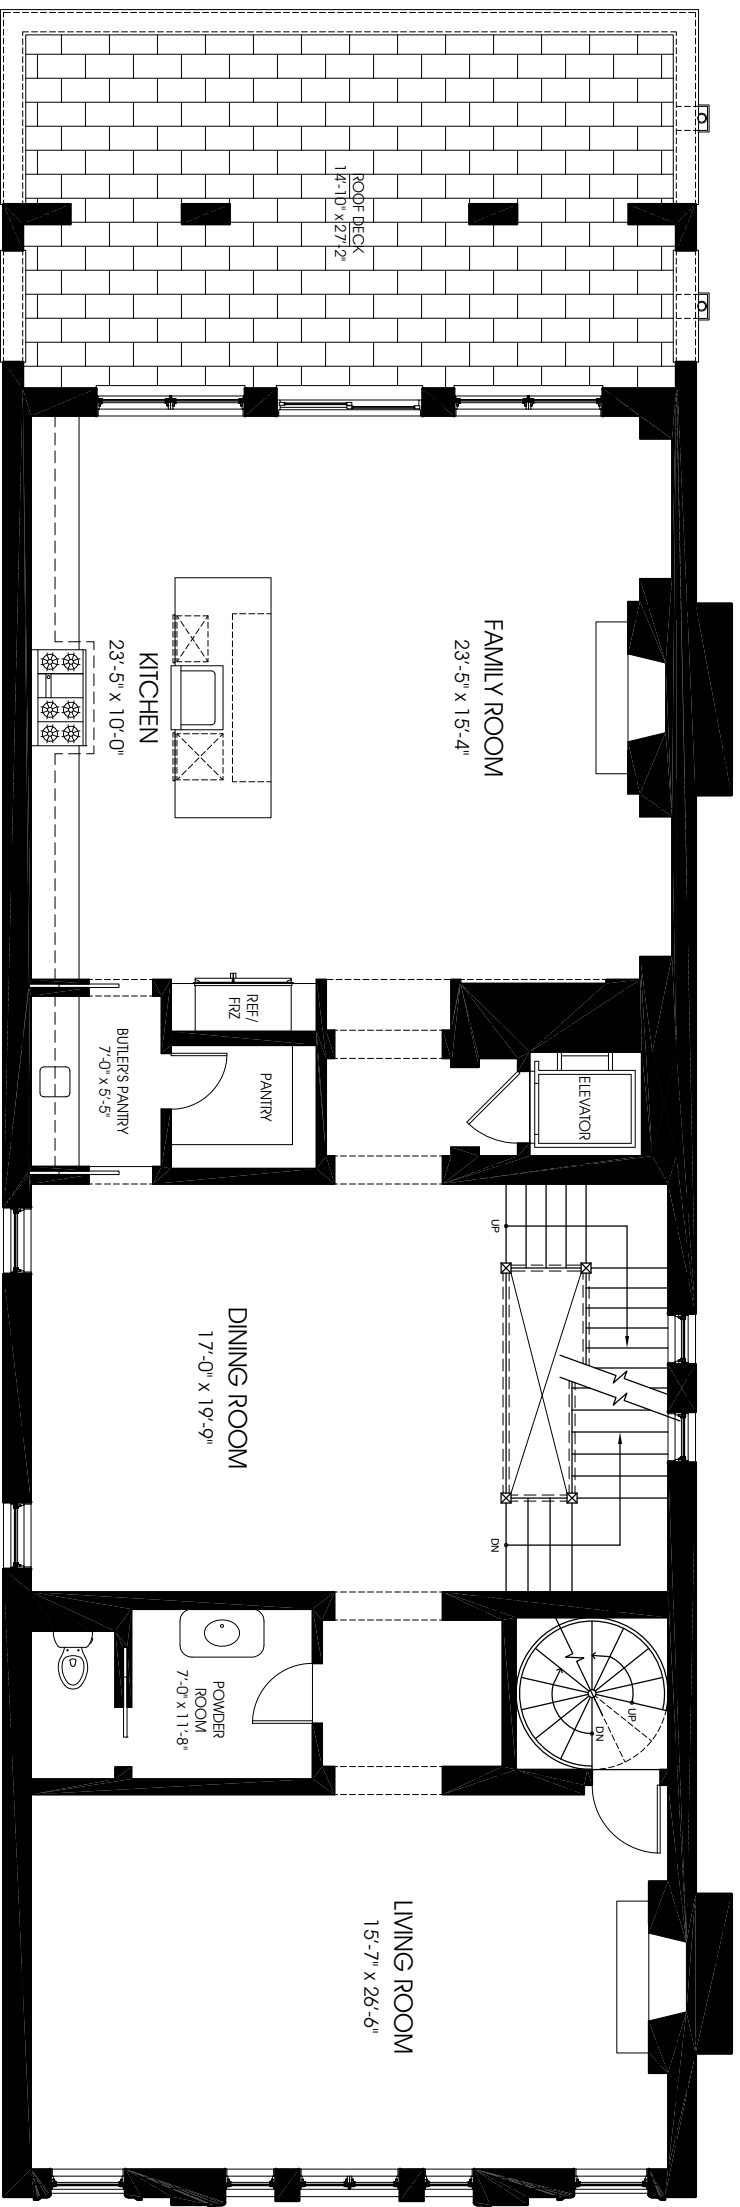 ROOF DECK
14'-10" x 27'-2"
FAMILY ROOM
23'-5" x 15'-4"
KITCHEN
23'-5" x 10'-0"
REF/
FRZ
PANTRY
BUTLER'S PANTRY
7'-0" x 5'-5"
ELEVATOR
UP
DN
DINING ROOM
17'-0" x 19'-9"
UP
DN
POWDER
ROOM
7'-0" x 11'-8"
LIVING ROOM
15'-7" x 26'-6"